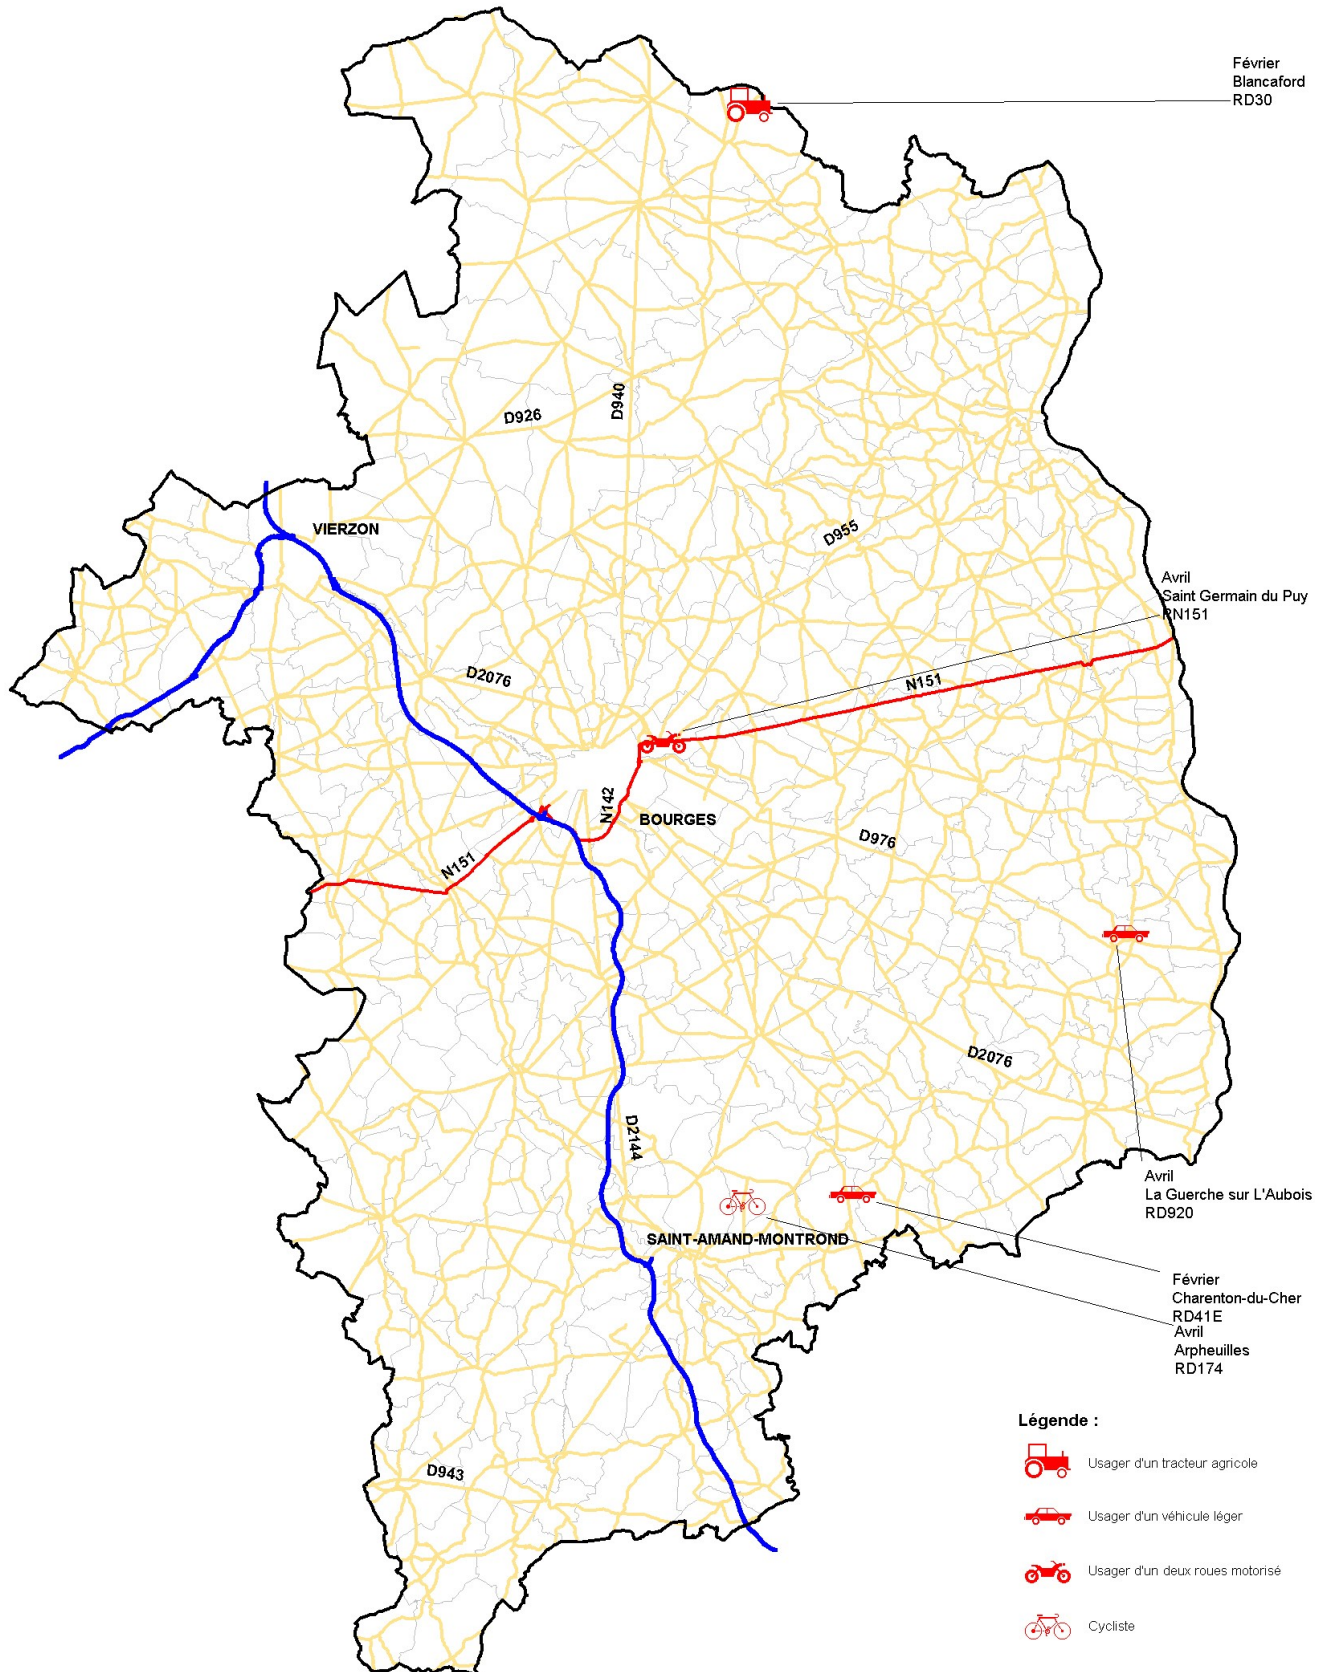 Février
Blancaford
RD30
D926
D940
VIERZON
D955
Avril
Saint Germain du Puy
RN151
D2076
N151
N142
BOURGES
D976
N151
D2076
D2144
Avril
La Guerche sur L'Aubois
RD920
SAINT-AMAND-MONTROND
Février
Charenton-du-Cher
RD41E
Avril
Arpheuilles
RD174
D943
Légende :
Usager d'un tracteur agricole
Usager d'un véhicule léger
Usager d'un deux roues motorisé
Cycliste